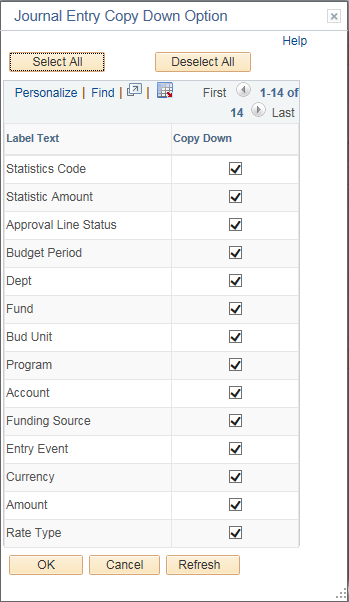 Journal Entry Copy Down Option
Help
Select All Deselect All
Personalize | Find | | First 1-14 of
14 Last
Label Text Copy Down
Statistics Code
Statistic Amount
Approval Line Status
Budget Period
Dept
Fund
Bud Unit
Program
Account
Funding Source
Entry Event
Currency
Amount
Rate Type
OK Cancel Refresh